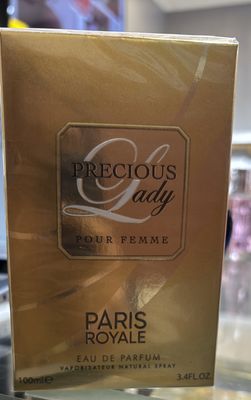 PRECIOUS
Lady
POUR FEMME
PARIS
ROYALE
EAU DE PARFUM
VAPORISATEUR NATURAL SPRAY
100ml e 3.4FL.OZ.